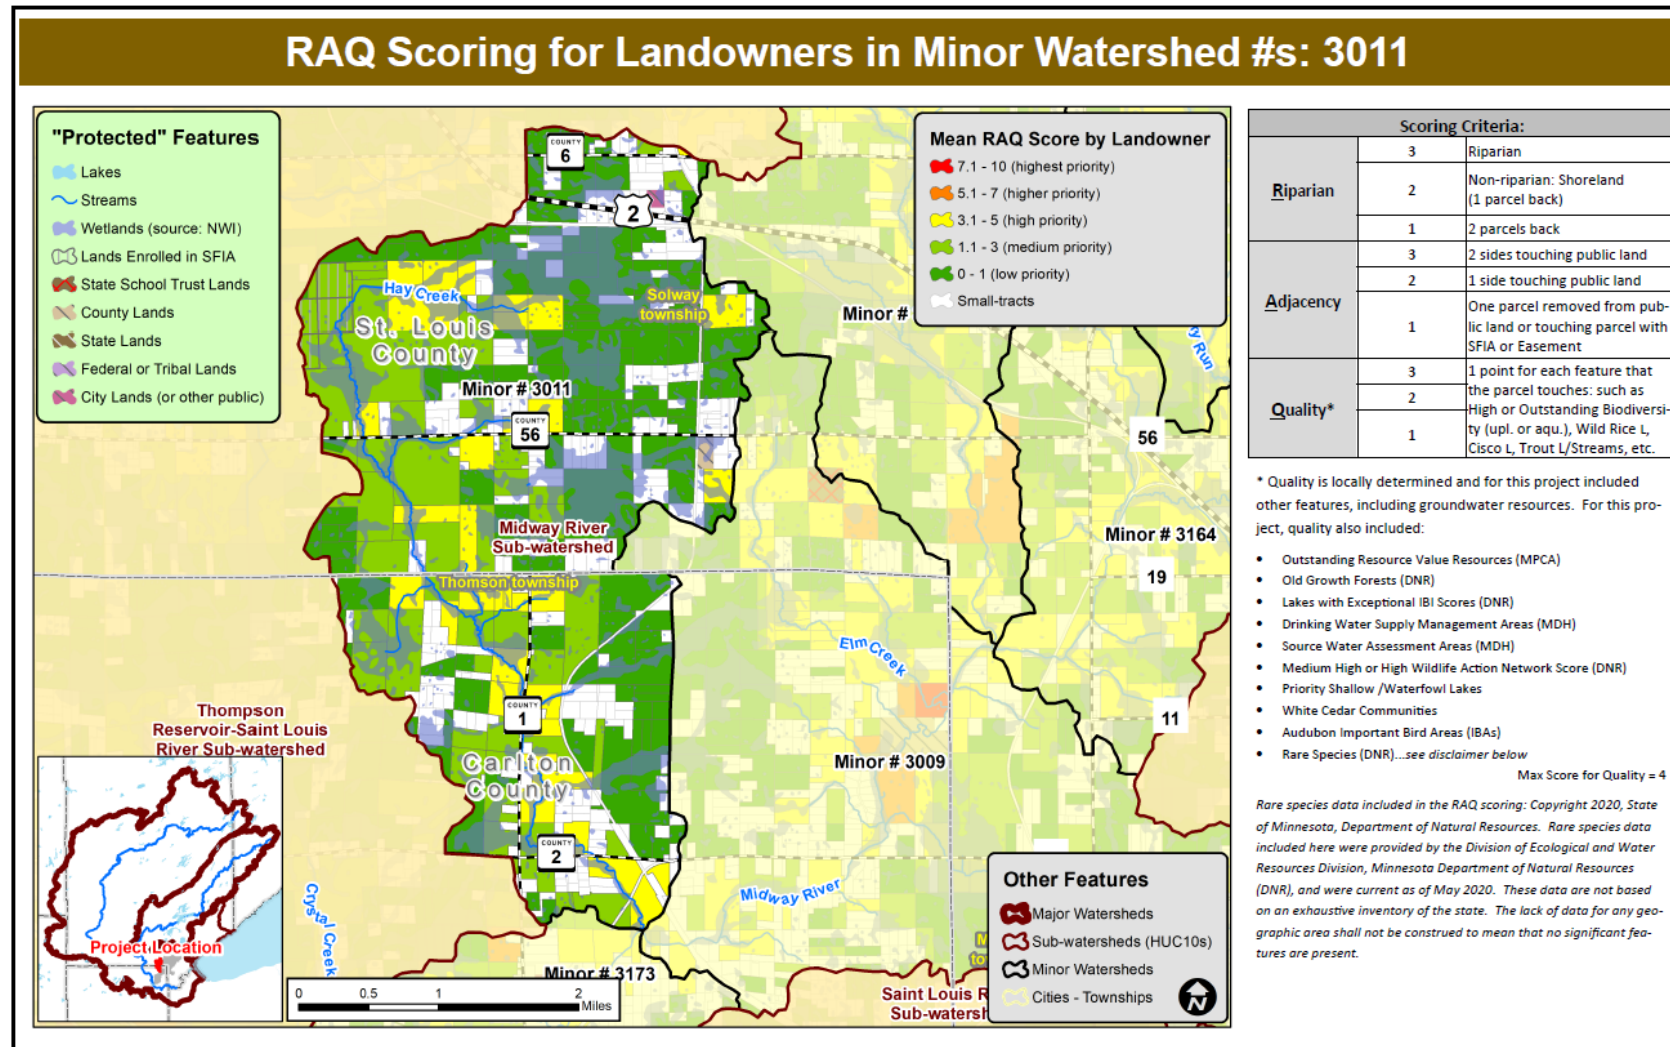 RAQ Scoring for Landowners in Minor Watershed #s: 3011
"Protected" Features
Lakes
Streams
Wetlands (source: NWI)
Lands Enrolled in SFIA
State School Trust Lands
County Lands
State Lands
Federal or Tribal Lands
City Lands (or other public)
COUNTY
6
2
Mean RAQ Score by Landowner
7.1 - 10 (highest priority)
5.1 - 7 (higher priority)
3.1 - 5 (high priority)
1.1 - 3 (medium priority)
0 - 1 (low priority)
Small-tracts
Hay Creek
Solway
township
St. Louis
County
Minor #
Minor # 3011
COUNTY
56
56
Midway River
Sub-watershed
Minor # 3164
Thomson township
19
Elm Creek
COUNTY
1
11
Thompson
Reservoir-Saint Louis
River Sub-watershed
Carlton
County
Minor # 3009
COUNTY
2
Midway River
Crystal Creek
Project Location
Minor # 3173
0 0.5 1 2
Miles
Saint Louis R
Sub-watersh
Other Features
Major Watersheds
Sub-watersheds (HUC10s)
Minor Watersheds
Cities - Townships
N
Scoring Criteria:
Riparian
3 Riparian
2 Non-riparian: Shoreland
(1 parcel back)
1 2 parcels back
Adjacency
3 2 sides touching public land
2 1 side touching public land
1 One parcel removed from pub-
lic land or touching parcel with
SFIA or Easement
Quality*
3 1 point for each feature that
2 the parcel touches: such as
High or Outstanding Biodiversi-
1 ty (upl. or aqu.), Wild Rice L,
Cisco L, Trout L/Streams, etc.
* Quality is locally determined and for this project included
other features, including groundwater resources. For this pro-
ject, quality also included:
• Outstanding Resource Value Resources (MPCA)
• Old Growth Forests (DNR)
• Lakes with Exceptional IBI Scores (DNR)
• Drinking Water Supply Management Areas (MDH)
• Source Water Assessment Areas (MDH)
• Medium High or High Wildlife Action Network Score (DNR)
• Priority Shallow /Waterfowl Lakes
• White Cedar Communities
• Audubon Important Bird Areas (IBAs)
• Rare Species (DNR)...see disclaimer below
Max Score for Quality = 4
Rare species data included in the RAQ scoring: Copyright 2020, State
of Minnesota, Department of Natural Resources. Rare species data
included here were provided by the Division of Ecological and Water
Resources Division, Minnesota Department of Natural Resources
(DNR), and were current as of May 2020. These data are not based
on an exhaustive inventory of the state. The lack of data for any geo-
graphic area shall not be construed to mean that no significant fea-
tures are present.